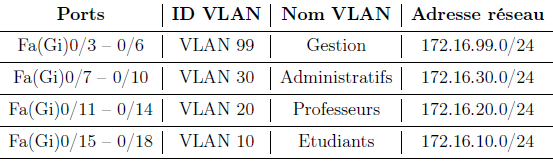 Ports | ID VLAN | Nom VLAN | Adresse réseau
Fa(Gi)0/3 – 0/6 | VLAN 99 | Gestion | 172.16.99.0/24
Fa(Gi)0/7 – 0/10 | VLAN 30 | Administratifs | 172.16.30.0/24
Fa(Gi)0/11 – 0/14 | VLAN 20 | Professeurs | 172.16.20.0/24
Fa(Gi)0/15 – 0/18 | VLAN 10 | Etudiants | 172.16.10.0/24